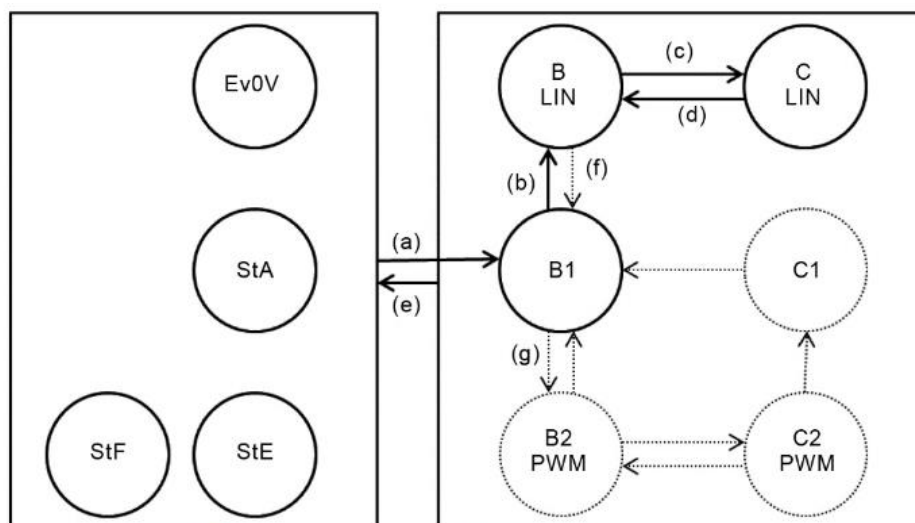 Ev0V
StA
StF
StE
(a)
(e)
B
LIN
(c)
(d)
C
LIN
(b)
(f)
B1
C1
(g)
B2
PWM
C2
PWM